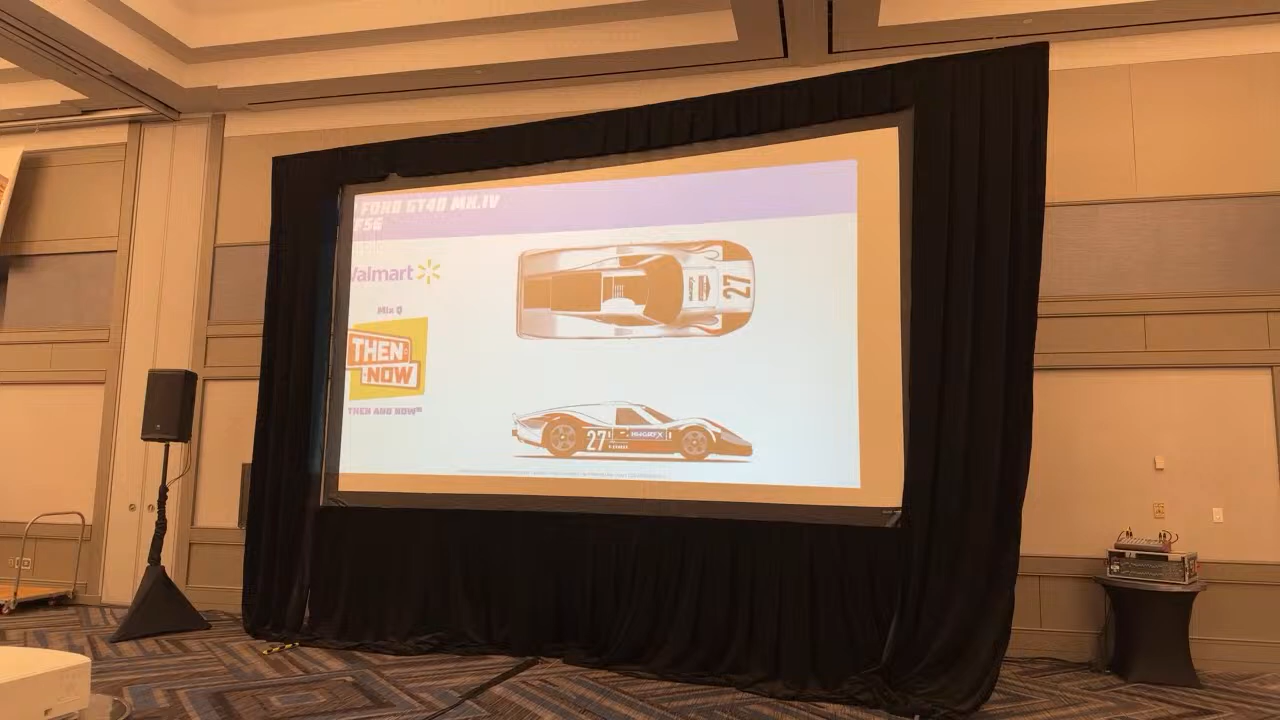 FORD GT40 MK.IV
F56
Walmart
Mix Q
THEN
NOW
THEN AND NOW
27
27